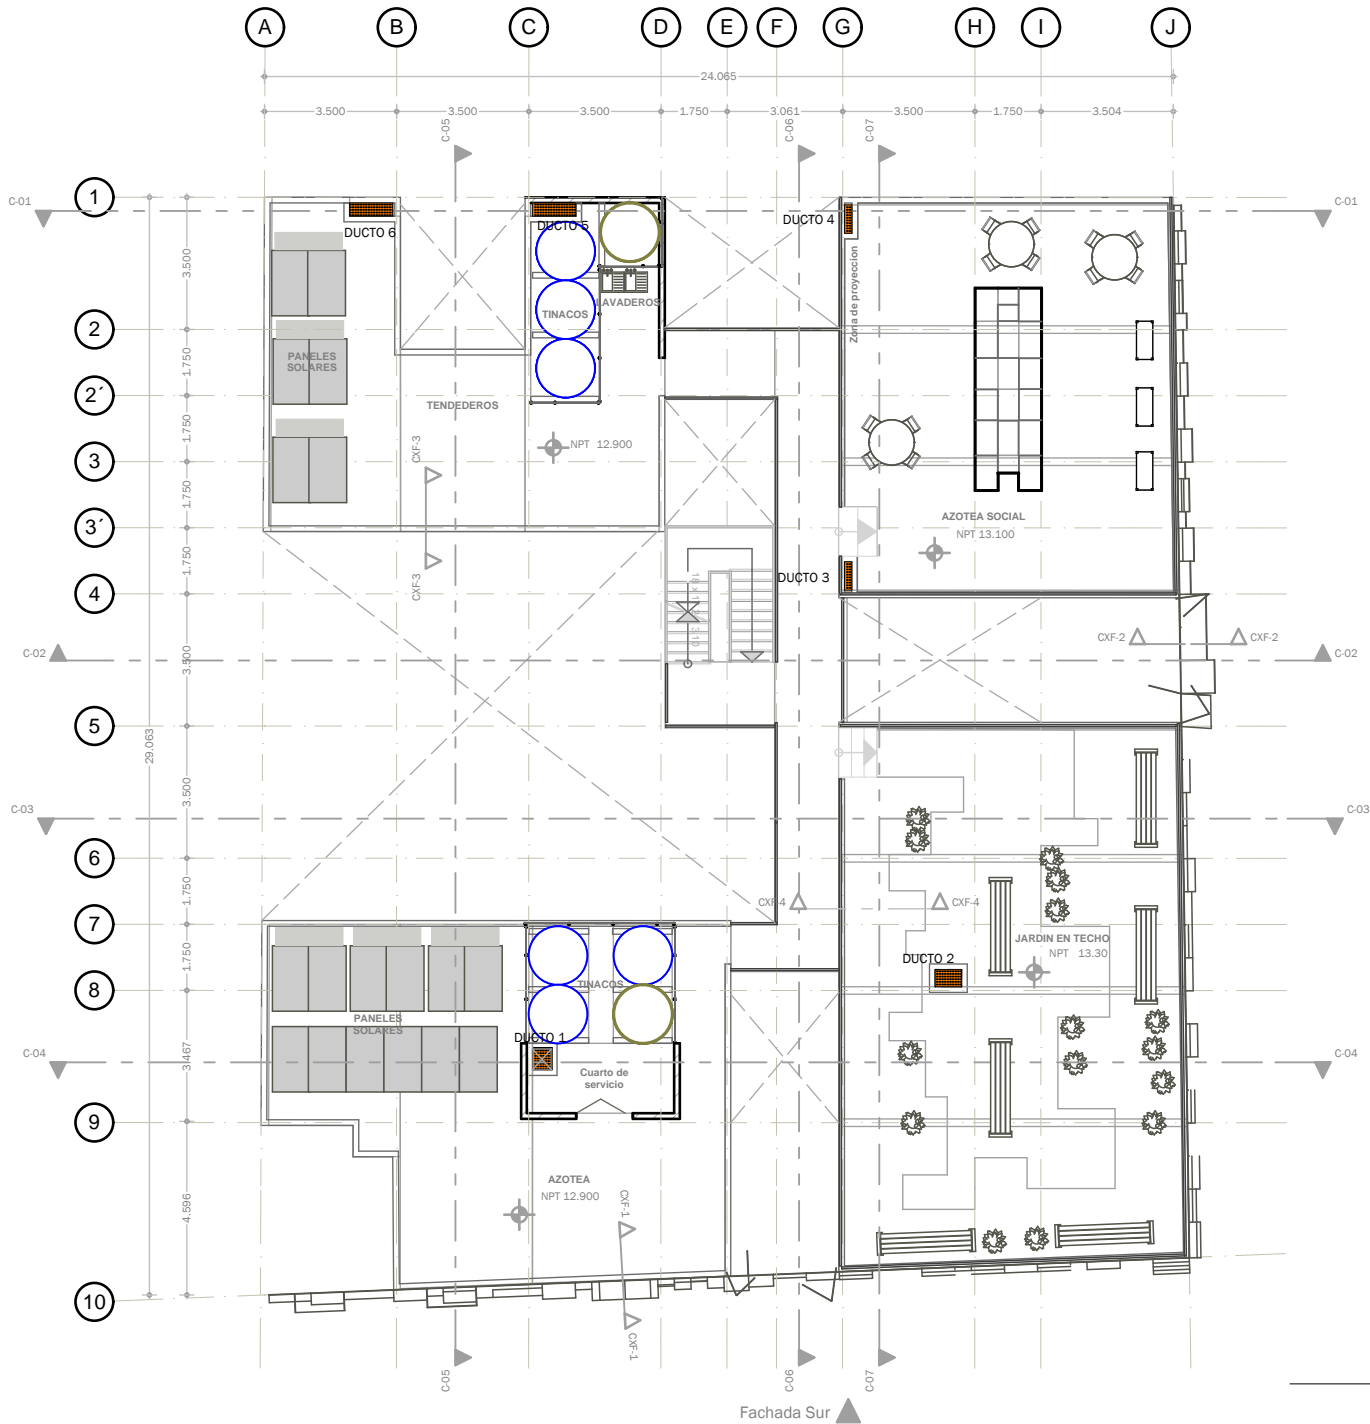 A B C D E F G H I J
24.065
3.500 3.500 3.500 1.750 3.061 3.500 1.750 3.504
C-05 C-06 C-07
C-01 1 C-01
DUCTO 6 DUCTO 5 DUCTO 4
3.500
LAVADEROS
TINACOS
Zona de proyeccion
2
PANELES
SOLARES
1.750
2´
TENDEDEROS
1.750
NPT 12.900
CXF-3
3
1.750
AZOTEA SOCIAL
NPT 13.100
3´
1.750
CXF-3
DUCTO 3
4
CXF-2 CXF-2
C-02 3.500 C-02
5
29.063
3.500
C-03 C-03
6
1.750
CXF-4 CXF-4
7
JARDIN EN TECHO
NPT 13.30
1.750
DUCTO 2
8
TINACOS
PANELES
SOLARES
DUCTO 1
C-04 3.467 C-04
Cuarto de
servicio
9
AZOTEA
NPT 12.900
4.596
CXF-1
10
CXF-1
C-05 C-06 C-07
Fachada Sur